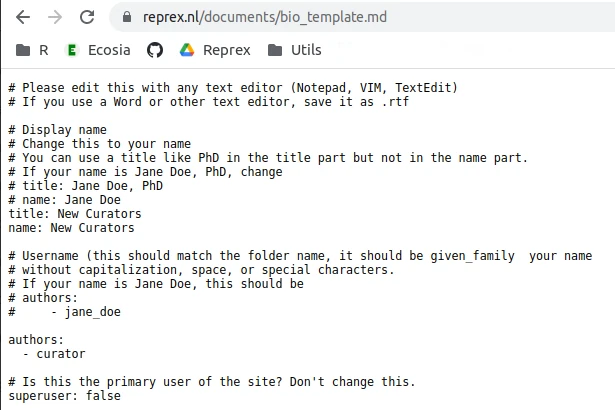 reprex.nl/documents/bio_template.md
R Ecosia Reprex Utils
# Please edit this with any text editor (Notepad, VIM, TextEdit)
# If you use a Word or other text editor, save it as .rtf
# Display name
# Change this to your name
# You can use a title like PhD in the title part but not in the name part.
# If your name is Jane Doe, PhD, change
# title: Jane Doe, PhD
# name: Jane Doe
title: New Curators
name: New Curators
# Username (this should match the folder name, it should be given_family  your name
# without capitalization, space, or special characters.
# If your name is Jane Doe, this should be
# authors:
#     - jane_doe
authors:
  - curator
# Is this the primary user of the site? Don't change this.
superuser: false